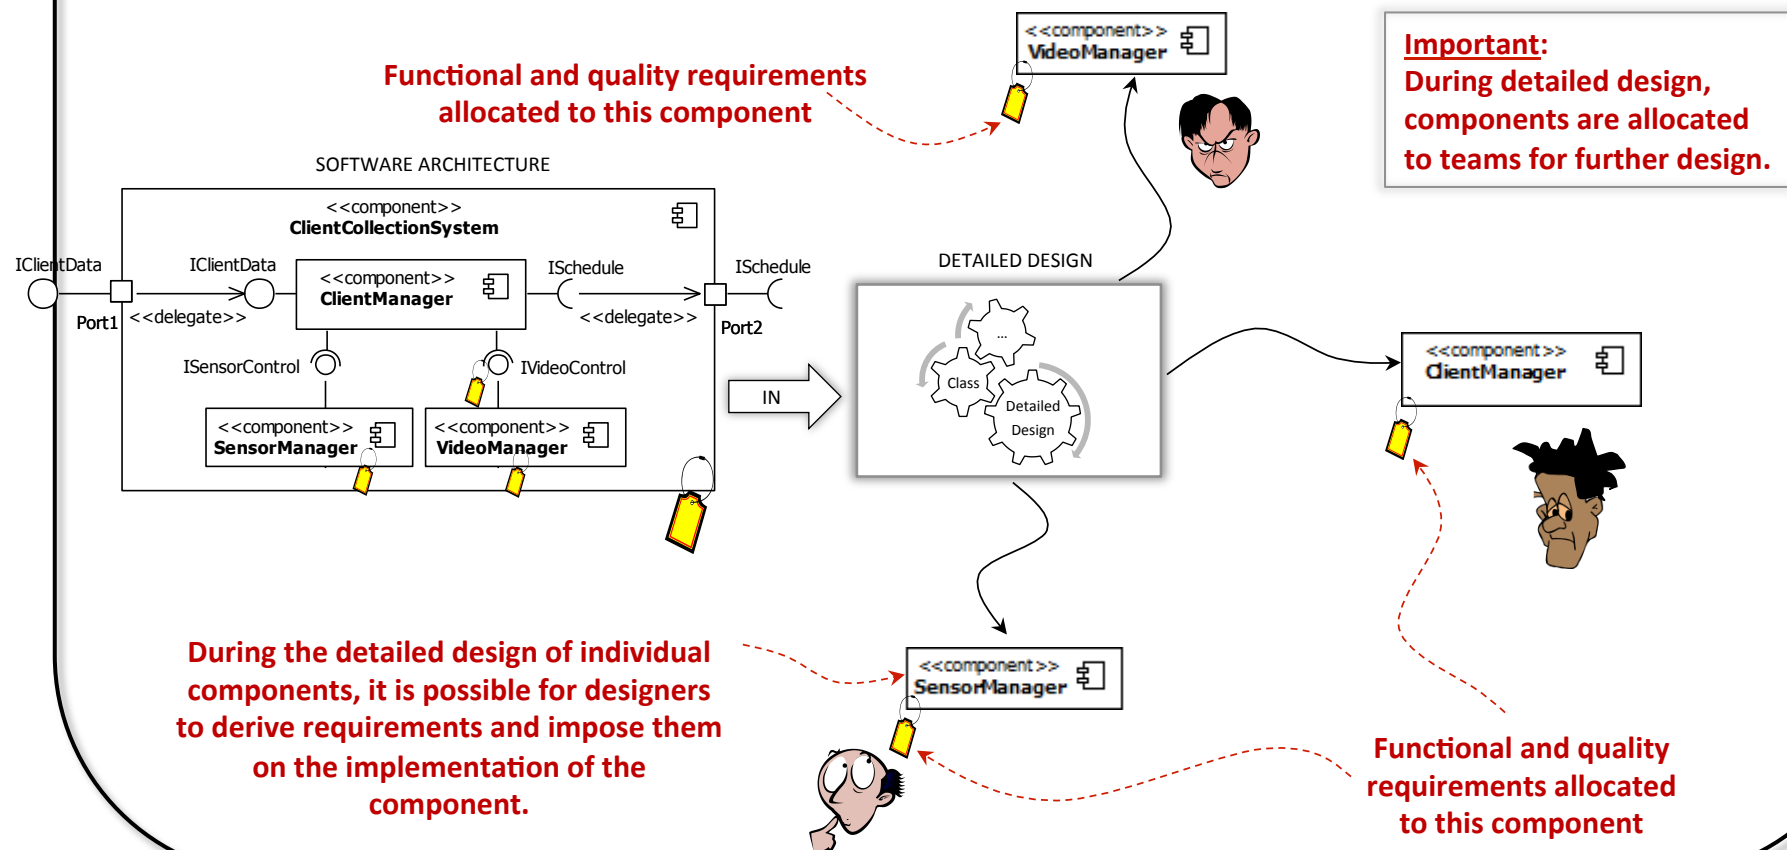 <<component>>
VideoManager
Important:
During detailed design,
components are allocated
to teams for further design.
Functional and quality requirements
allocated to this component
SOFTWARE ARCHITECTURE
<<component>>
ClientCollectionSystem
IClientData
IClientData
<<component>>
ClientManager
ISchedule
ISchedule
Port1
<<delegate>>
<<delegate>>
Port2
ISensorControl
IVideoControl
<<component>>
SensorManager
<<component>>
VideoManager
IN
DETAILED DESIGN
...
Class
Detailed
Design
<<component>>
ClientManager
During the detailed design of individual
components, it is possible for designers
to derive requirements and impose them
on the implementation of the
component.
<<component>>
SensorManager
Functional and quality
requirements allocated
to this component